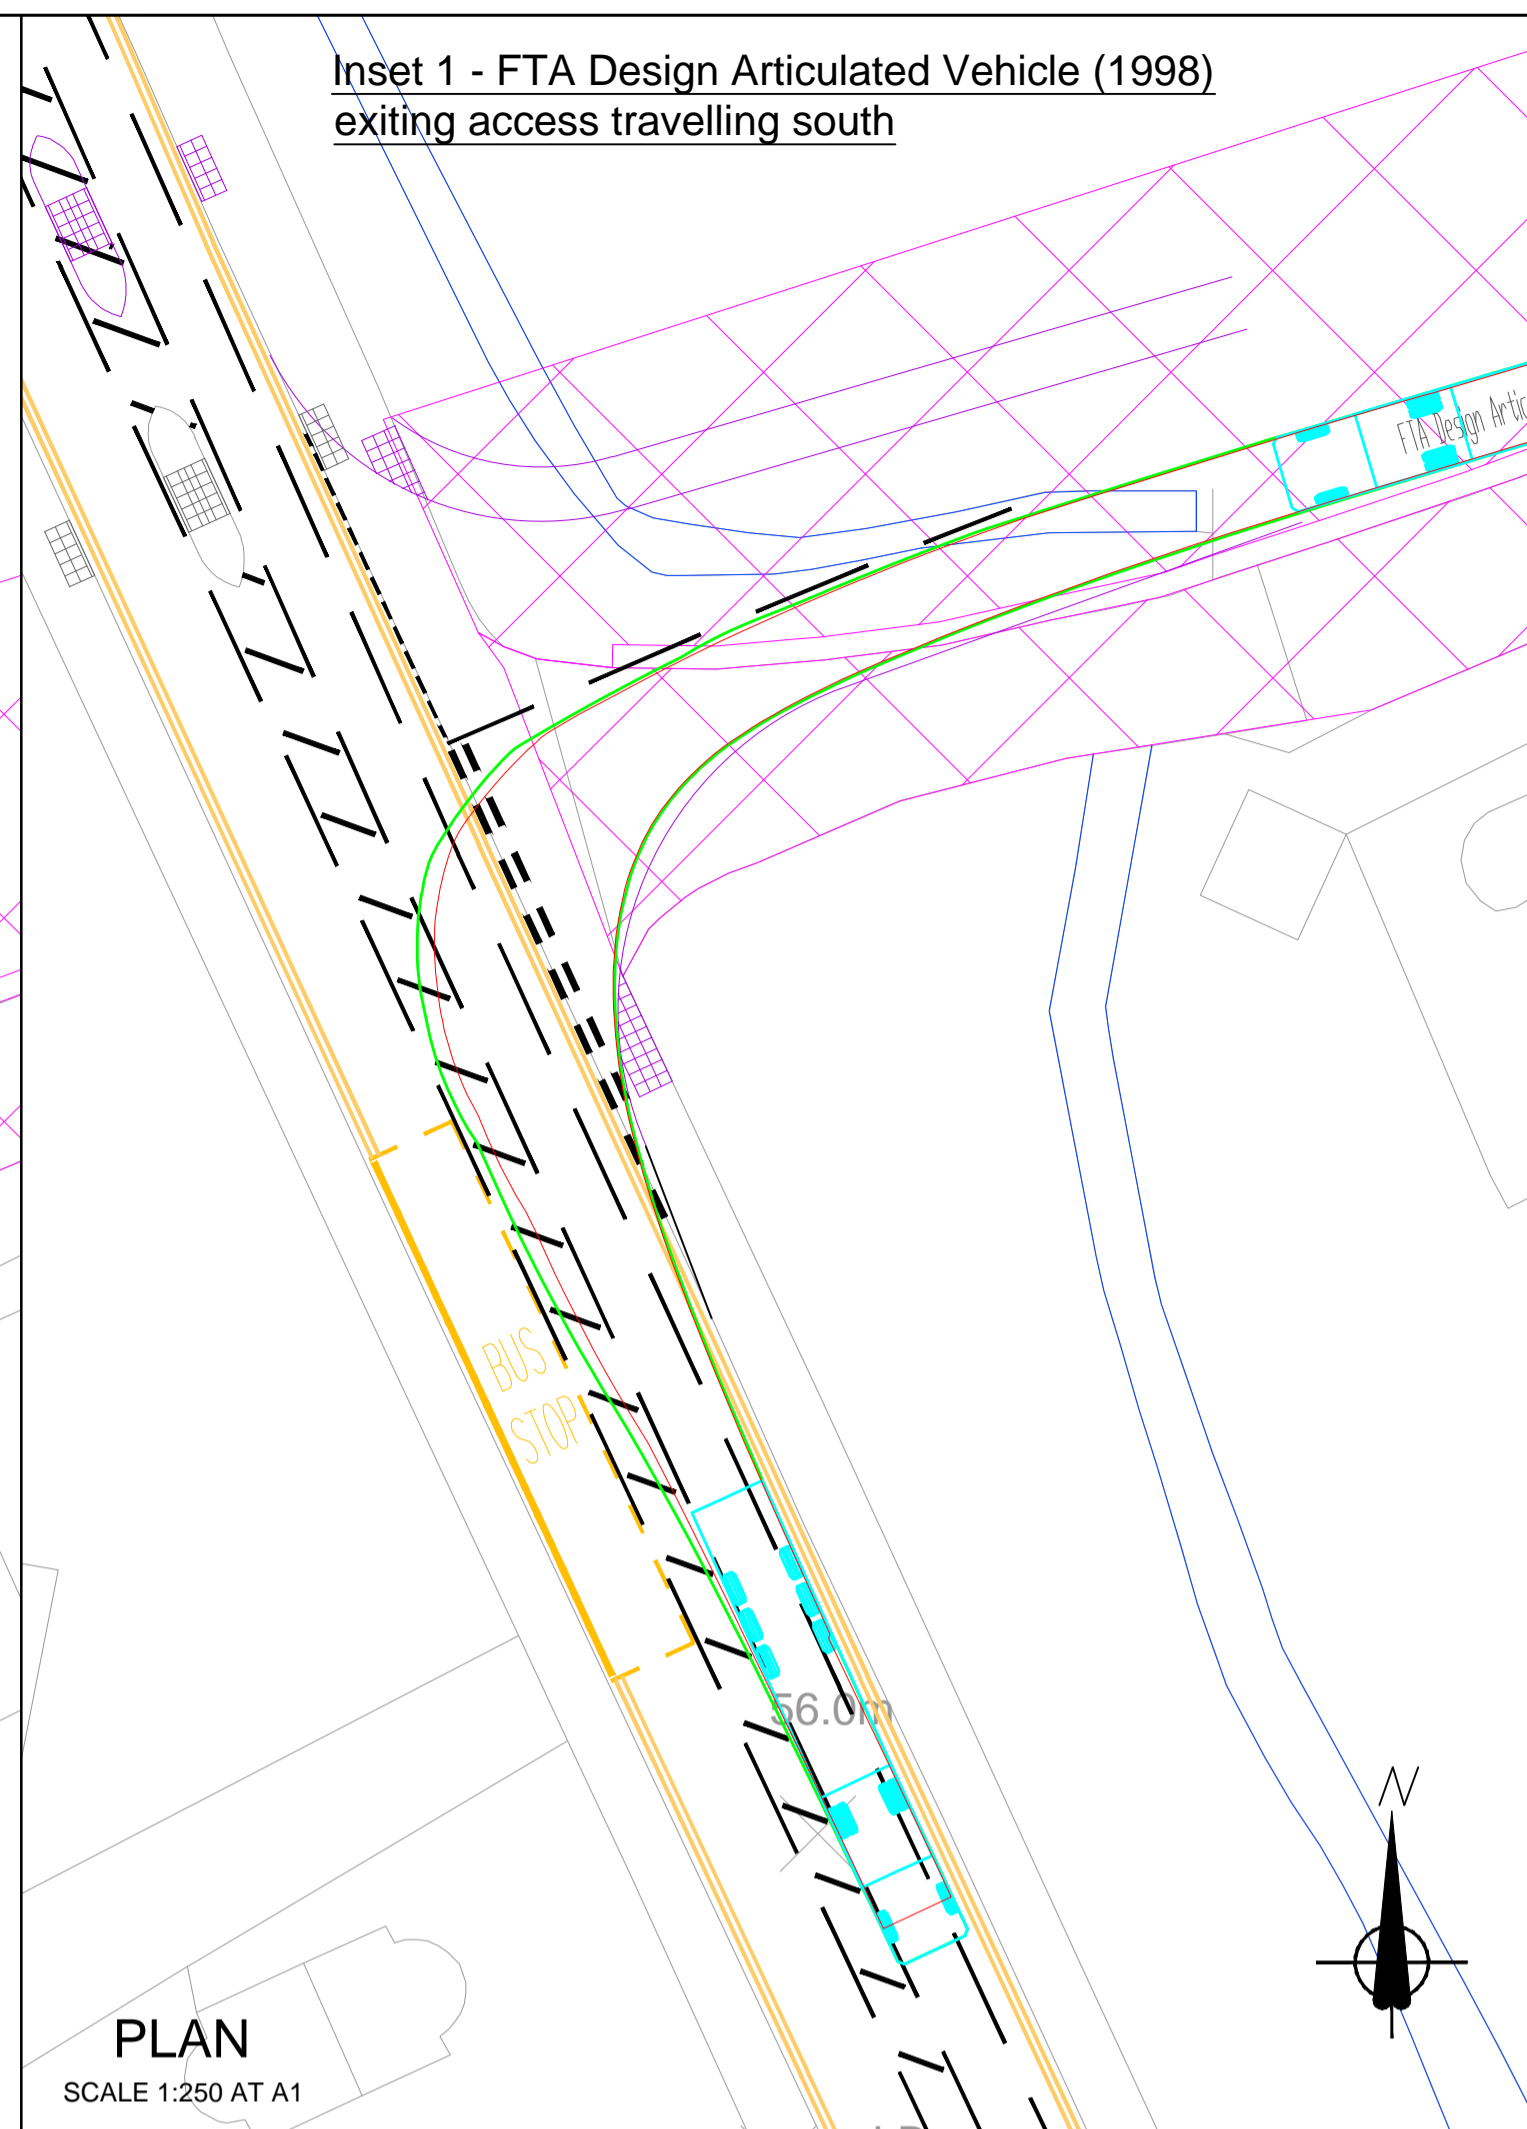 Inset 1 - FTA Design Articulated Vehicle (1998)
exiting access travelling south
FTA Design Artic
BUS
STOP
56.0m
N
PLAN
SCALE 1:250 AT A1